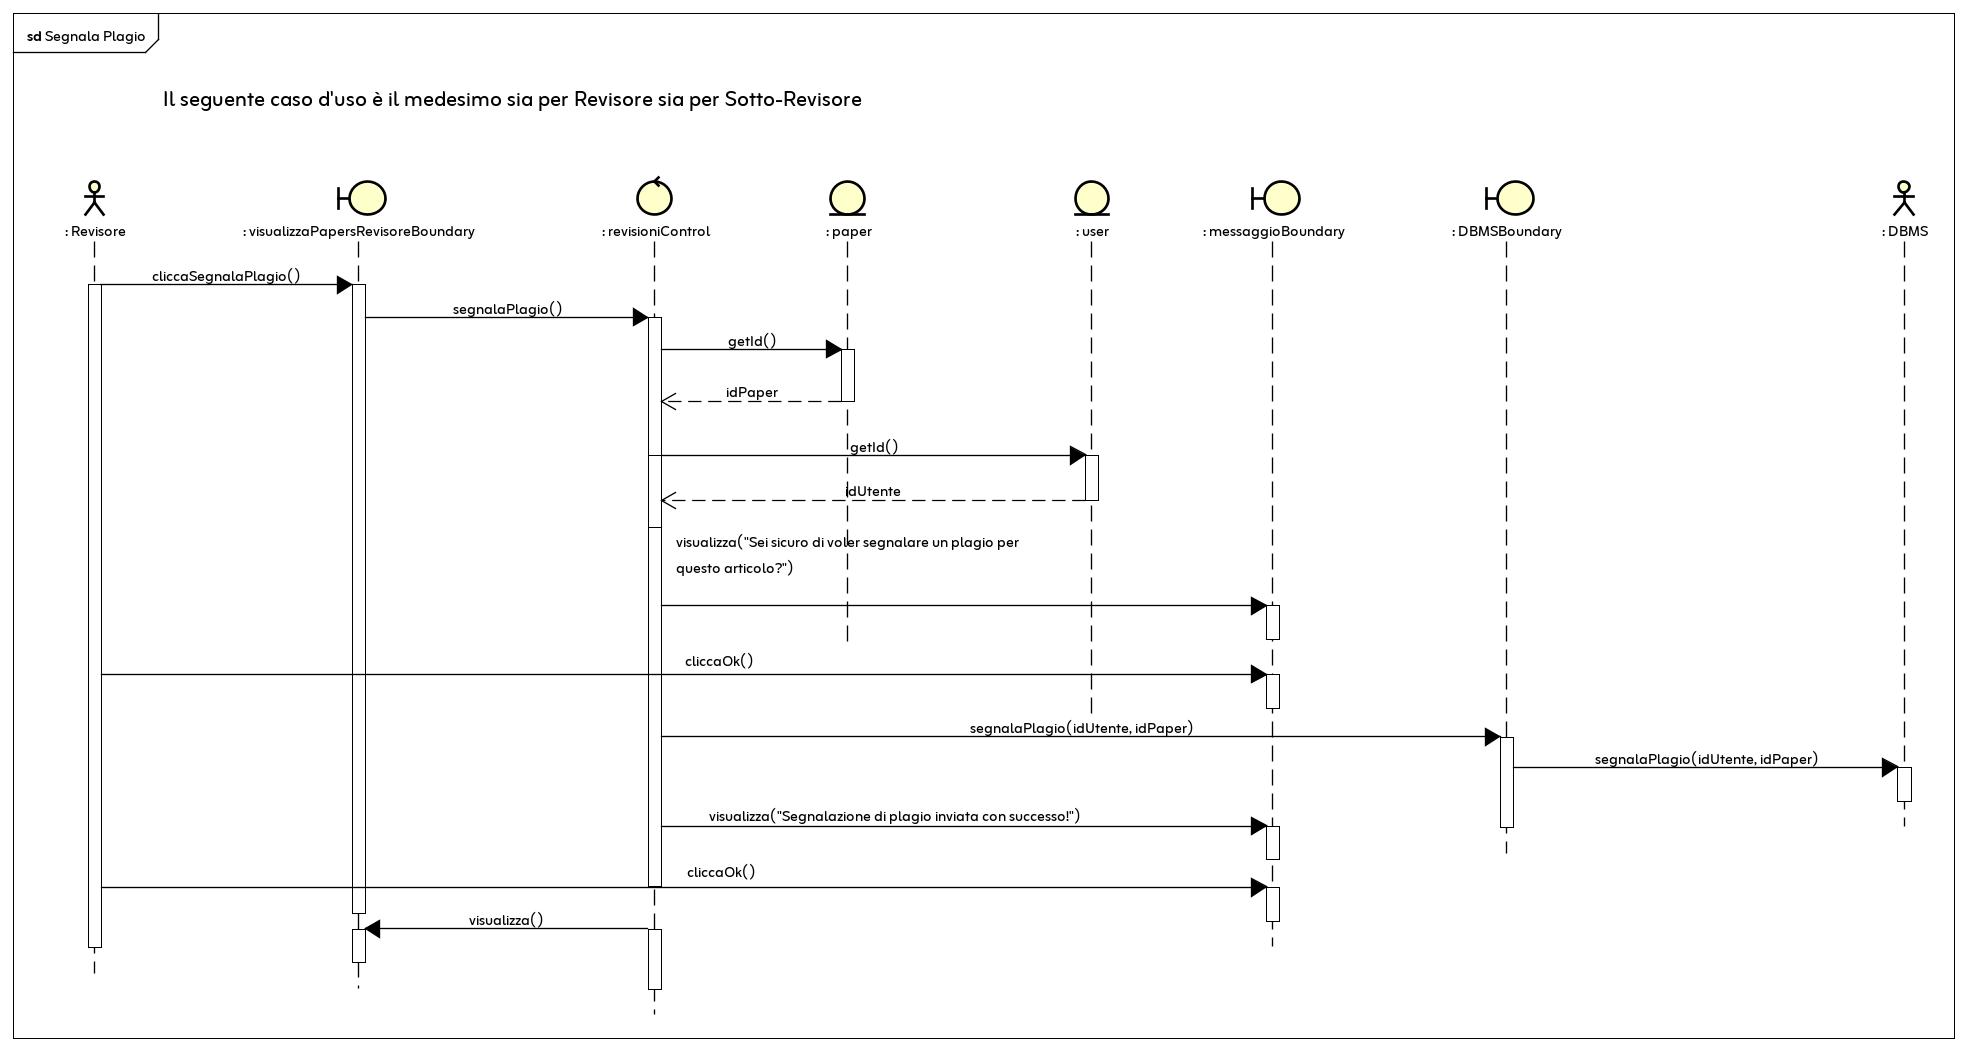 sd Segnala Plagio
Il seguente caso d'uso è il medesimo sia per Revisore sia per Sotto-Revisore
: Revisore
: visualizzaPapersRevisoreBoundary
: revisioniControl
: paper
: user
: messaggioBoundary
: DBMSBoundary
: DBMS
cliccaSegnalaPlagio()
segnalaPlagio()
getId()
idPaper
getId()
idUtente
visualizza("Sei sicuro di voler segnalare un plagio per
questo articolo?")
cliccaOk()
segnalaPlagio(idUtente, idPaper)
segnalaPlagio(idUtente, idPaper)
visualizza("Segnalazione di plagio inviata con successo!")
cliccaOk()
visualizza()